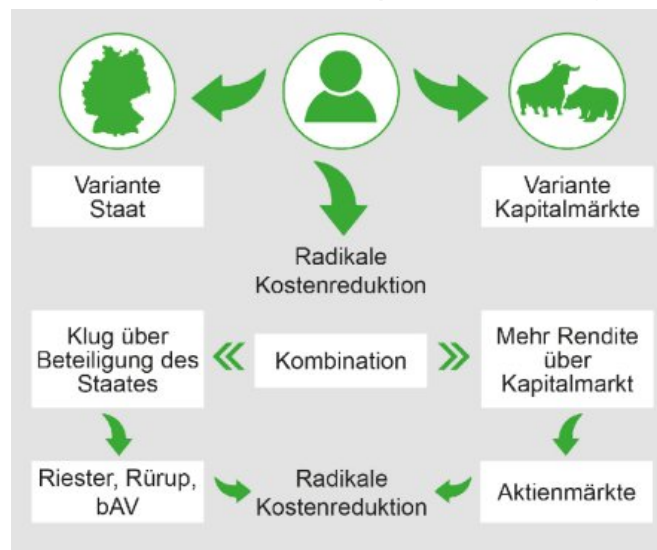 Variante
Staat
Variante
Kapitalmärkte
Radikale
Kostenreduktion
Klug über
Beteiligung des
Staates
Kombination
Mehr Rendite
über
Kapitalmarkt
Riester, Rürup,
bAV
Radikale
Kostenreduktion
Aktienmärkte